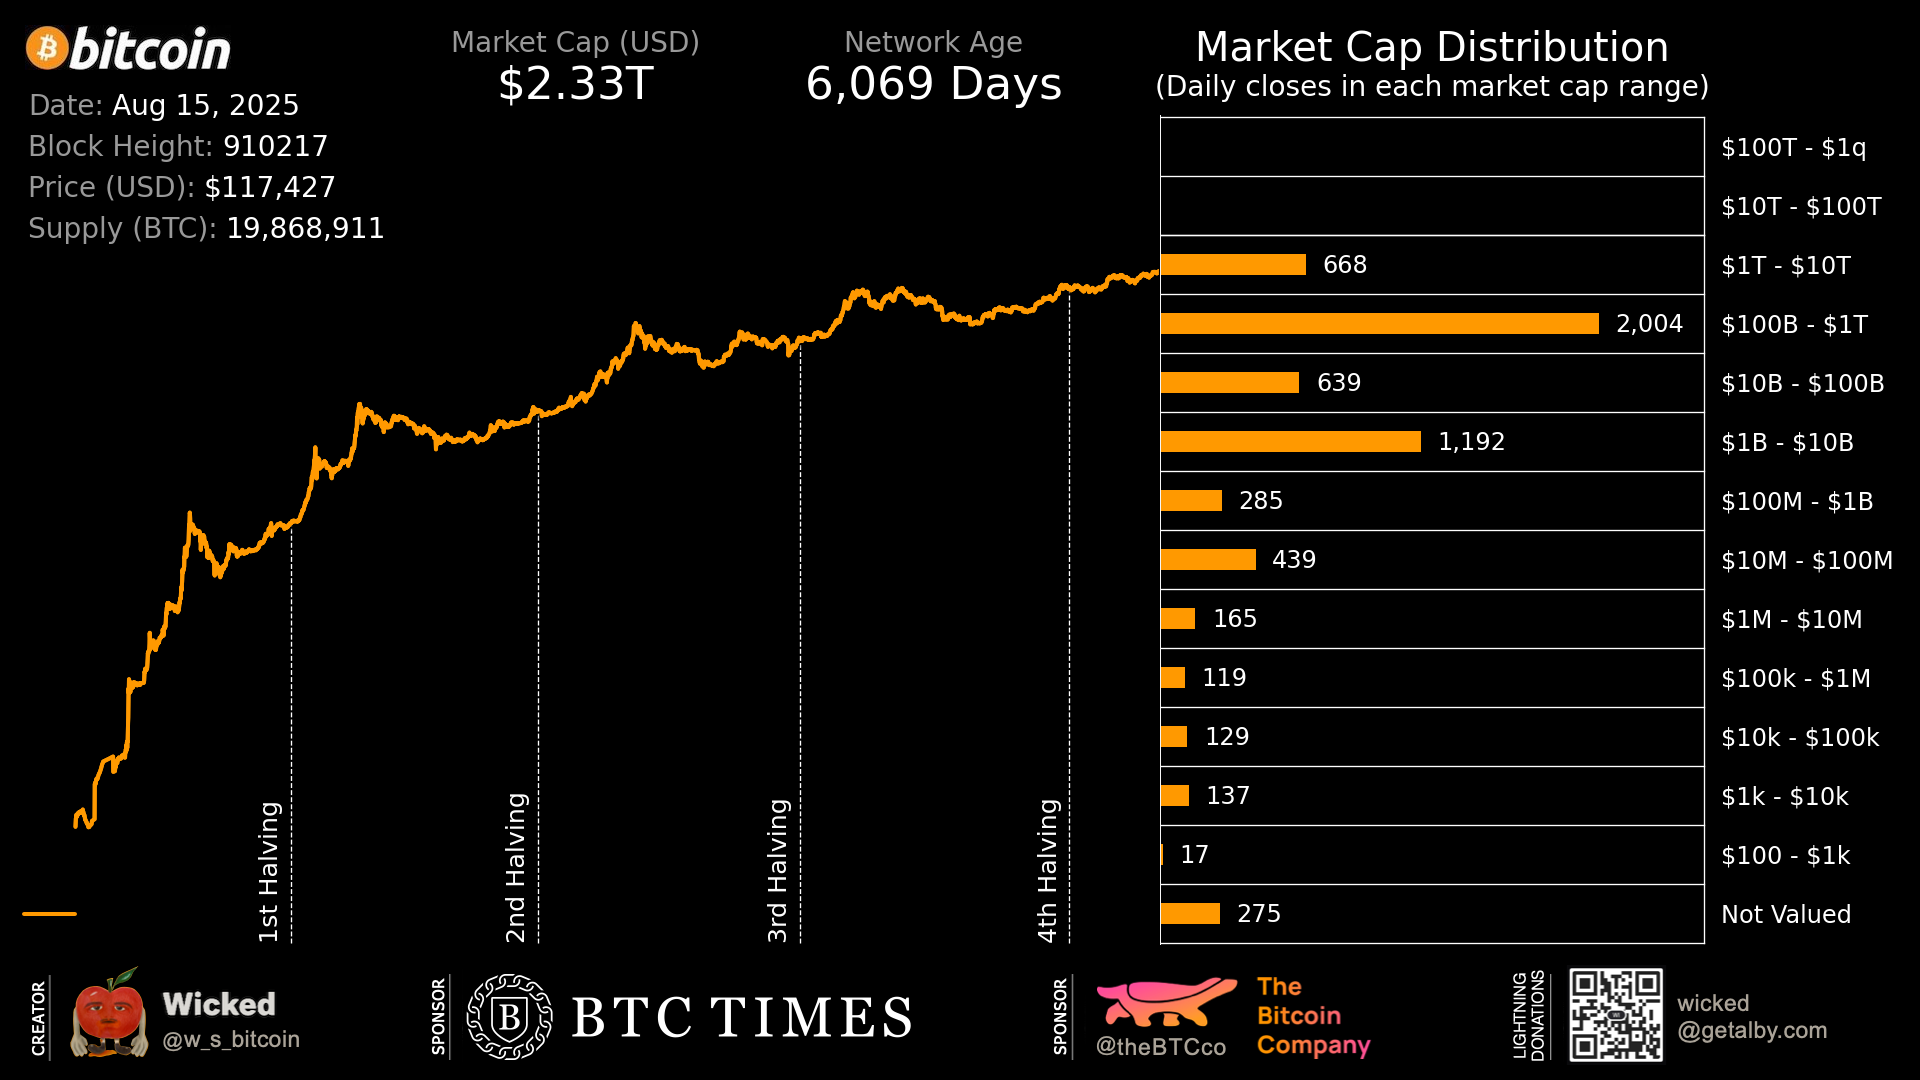 bitcoin
Date: Aug 15, 2025
Block Height: 910217
Price (USD): $117,427
Supply (BTC): 19,868,911
Market Cap (USD)
$2.33T
Network Age
6,069 Days
Market Cap Distribution
(Daily closes in each market cap range)
$100T - $1q
$10T - $100T
668 $1T - $10T
2,004 $100B - $1T
639 $10B - $100B
1,192 $1B - $10B
285 $100M - $1B
439 $10M - $100M
165 $1M - $10M
119 $100k - $1M
129 $10k - $100k
137 $1k - $10k
17 $100 - $1k
275 Not Valued
1st Halving
2nd Halving
3rd Halving
4th Halving
CREATOR
Wicked
@w_s_bitcoin
SPONSOR
B
BTC TIMES
SPONSOR
@theBTCco
The
Bitcoin
Company
LIGHTNING
DONATIONS
wicked
@getalby.com